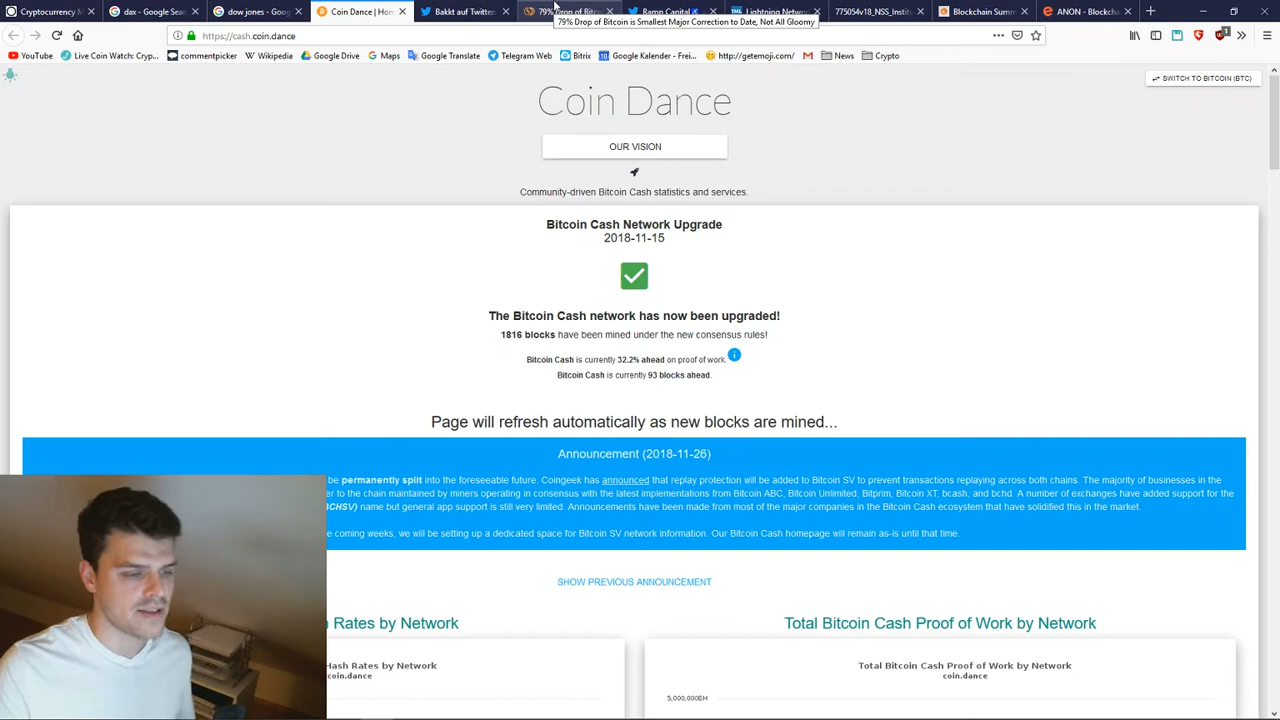 Cryptocurrency M
dax - Google Searc
dow jones - Google
Coin Dance | Hom
Bakkt auf Twitter
79% Drop of Bitco
Ramp Capital
Lightning Netwo
775054v18_NSS_Instit
Blockchain Summ
ANON - Blockcha
79% Drop of Bitcoin is Smallest Major Correction to Date, Not All Gloomy
https://cash.coin.dance
YouTube
Live Coin Watch: Cryp...
commentpicker
Wikipedia
Google Drive
Maps
Google Translate
Telegram Web
Bitrix
Google Kalender - Frei...
http://getemoji.com/
News
Crypto
SWITCH TO BITCOIN (BTC)
Coin Dance
OUR VISION
Community-driven Bitcoin Cash statistics and services.
Bitcoin Cash Network Upgrade
2018-11-15
The Bitcoin Cash network has now been upgraded!
1816 blocks have been mined under the new consensus rules!
Bitcoin Cash is currently 32.2% ahead on proof of work.
Bitcoin Cash is currently 93 blocks ahead.
Page will refresh automatically as new blocks are mined...
Announcement (2018-11-26)
be permanently split into the foreseeable future. Coingeek has announced that replay protection will be added to Bitcoin SV to prevent transactions replaying across both chains. The majority of businesses in the
er to the chain maintained by miners operating in consensus with the latest implementations from Bitcoin ABC, Bitcoin Unlimited, Bitprim, Bitcoin XT, bcash, and bchd. A number of exchanges have added support for the
BCHSV) name but general app support is still very limited. Announcements have been made from most of the major companies in the Bitcoin Cash ecosystem that have solidified this in the market.
e coming weeks, we will be setting up a dedicated space for Bitcoin SV network information. Our Bitcoin Cash homepage will remain as-is until that time.
SHOW PREVIOUS ANNOUNCEMENT
Rates by Network
Total Bitcoin Cash Proof of Work by Network
Hash Rates by Network
coin.dance
Total Bitcoin Cash Proof of Work by Network
coin.dance
5,000,000EH